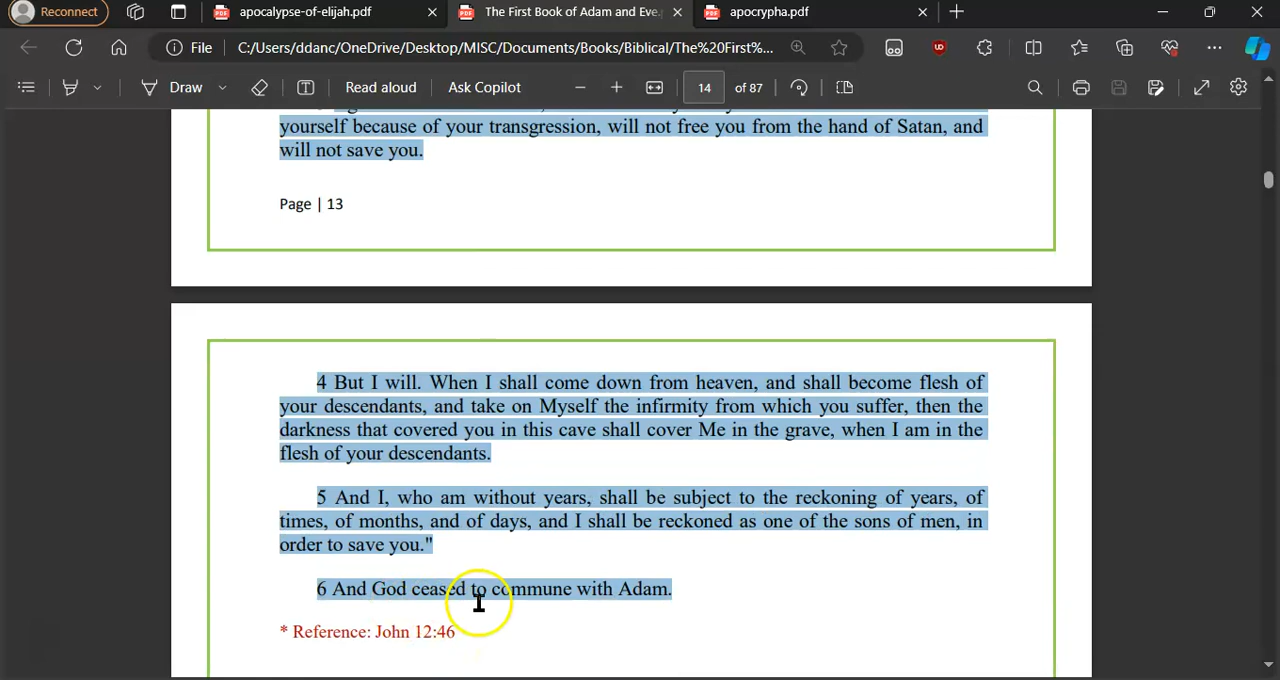 Reconnect
apocalypse-of-elijah.pdf
The First Book of Adam and Eve.
apocrypha.pdf
File
C:/Users/ddanc/OneDrive/Desktop/MISC/Documents/Books/Biblical/The%20First%...
Draw
Read aloud
Ask Copilot
14 of 87
yourself because of your transgression, will not free you from the hand of Satan, and
will not save you.
Page | 13
4 But I will. When I shall come down from heaven, and shall become flesh of
your descendants, and take on Myself the infirmity from which you suffer, then the
darkness that covered you in this cave shall cover Me in the grave, when I am in the
flesh of your descendants.
5 And I, who am without years, shall be subject to the reckoning of years, of
times, of months, and of days, and I shall be reckoned as one of the sons of men, in
order to save you."
6 And God ceased to commune with Adam.
* Reference: John 12:46